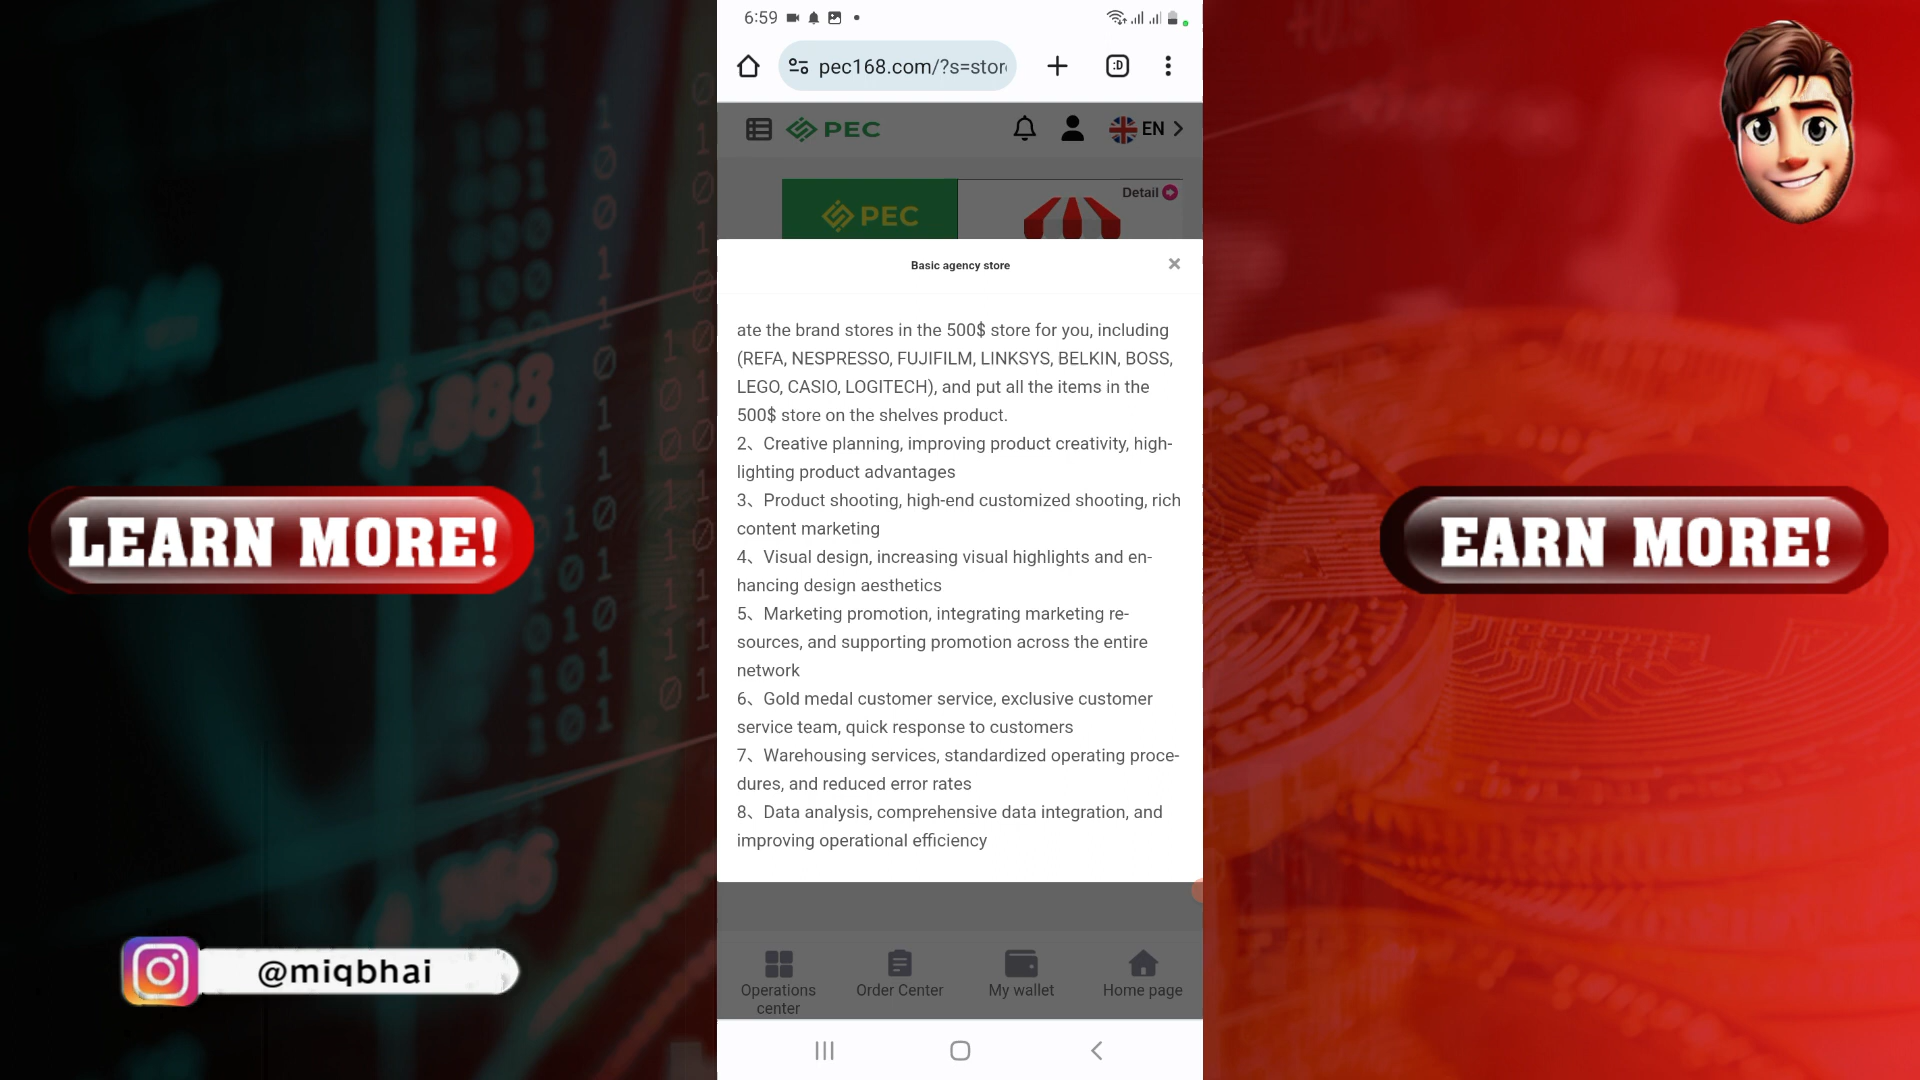 6:59
pec168.com/?s=stor
:D
PEC
EN
PEC
Detail
Basic agency store
ate the brand stores in the 500$ store for you, including
(REFA, NESPRESSO, FUJIFILM, LINKSYS, BELKIN, BOSS,
LEGO, CASIO, LOGITECH), and put all the items in the
500$ store on the shelves product.
2、Creative planning, improving product creativity, high-
lighting product advantages
3、Product shooting, high-end customized shooting, rich
content marketing
4、Visual design, increasing visual highlights and en-
hancing design aesthetics
5、Marketing promotion, integrating marketing re-
sources, and supporting promotion across the entire
network
6、Gold medal customer service, exclusive customer
service team, quick response to customers
7、Warehousing services, standardized operating proce-
dures, and reduced error rates
8、Data analysis, comprehensive data integration, and
improving operational efficiency
Operations
center
Order Center
My wallet
Home page
LEARN MORE!
EARN MORE!
@miqbhai